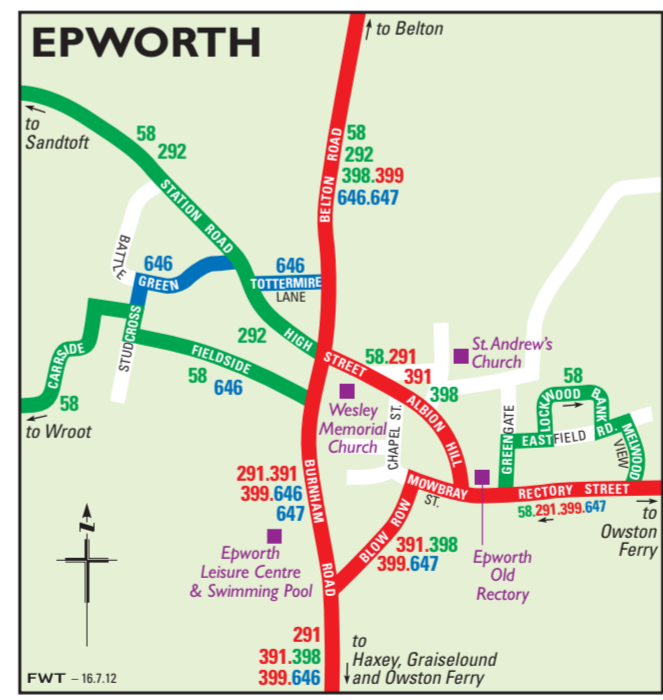 EPWORTH
to Belton
to
Sandtoft
58
292
58
292
398.399
646.647
BELTON ROAD
STATION ROAD
BATTLE
GREEN
646
646
TOTTERMIRE
LANE
STUDCROSS
CARRSIDE
292
HIGH
STREET
FIELDSIDE
58
646
58
to Wroot
58.291
391
398
St. Andrew's
Church
ALBION HILL
CHAPEL ST.
Wesley
Memorial
Church
58
LOCKWOOD BANK
GREENGATE
EASTFIELD RD.
MELWOOD
VIEW
MOWBRAY
ST.
RECTORY STREET
58.291.399.647
to
Owston
Ferry
291.391
399.646
647
BURNHAM
ROAD
BLOW ROW
391.398
399.647
Epworth
Old
Rectory
Epworth
Leisure Centre
& Swimming Pool
n
291
391.398
399.646
to
Haxey, Graiselound
and Owston Ferry
FWT – 16.7.12